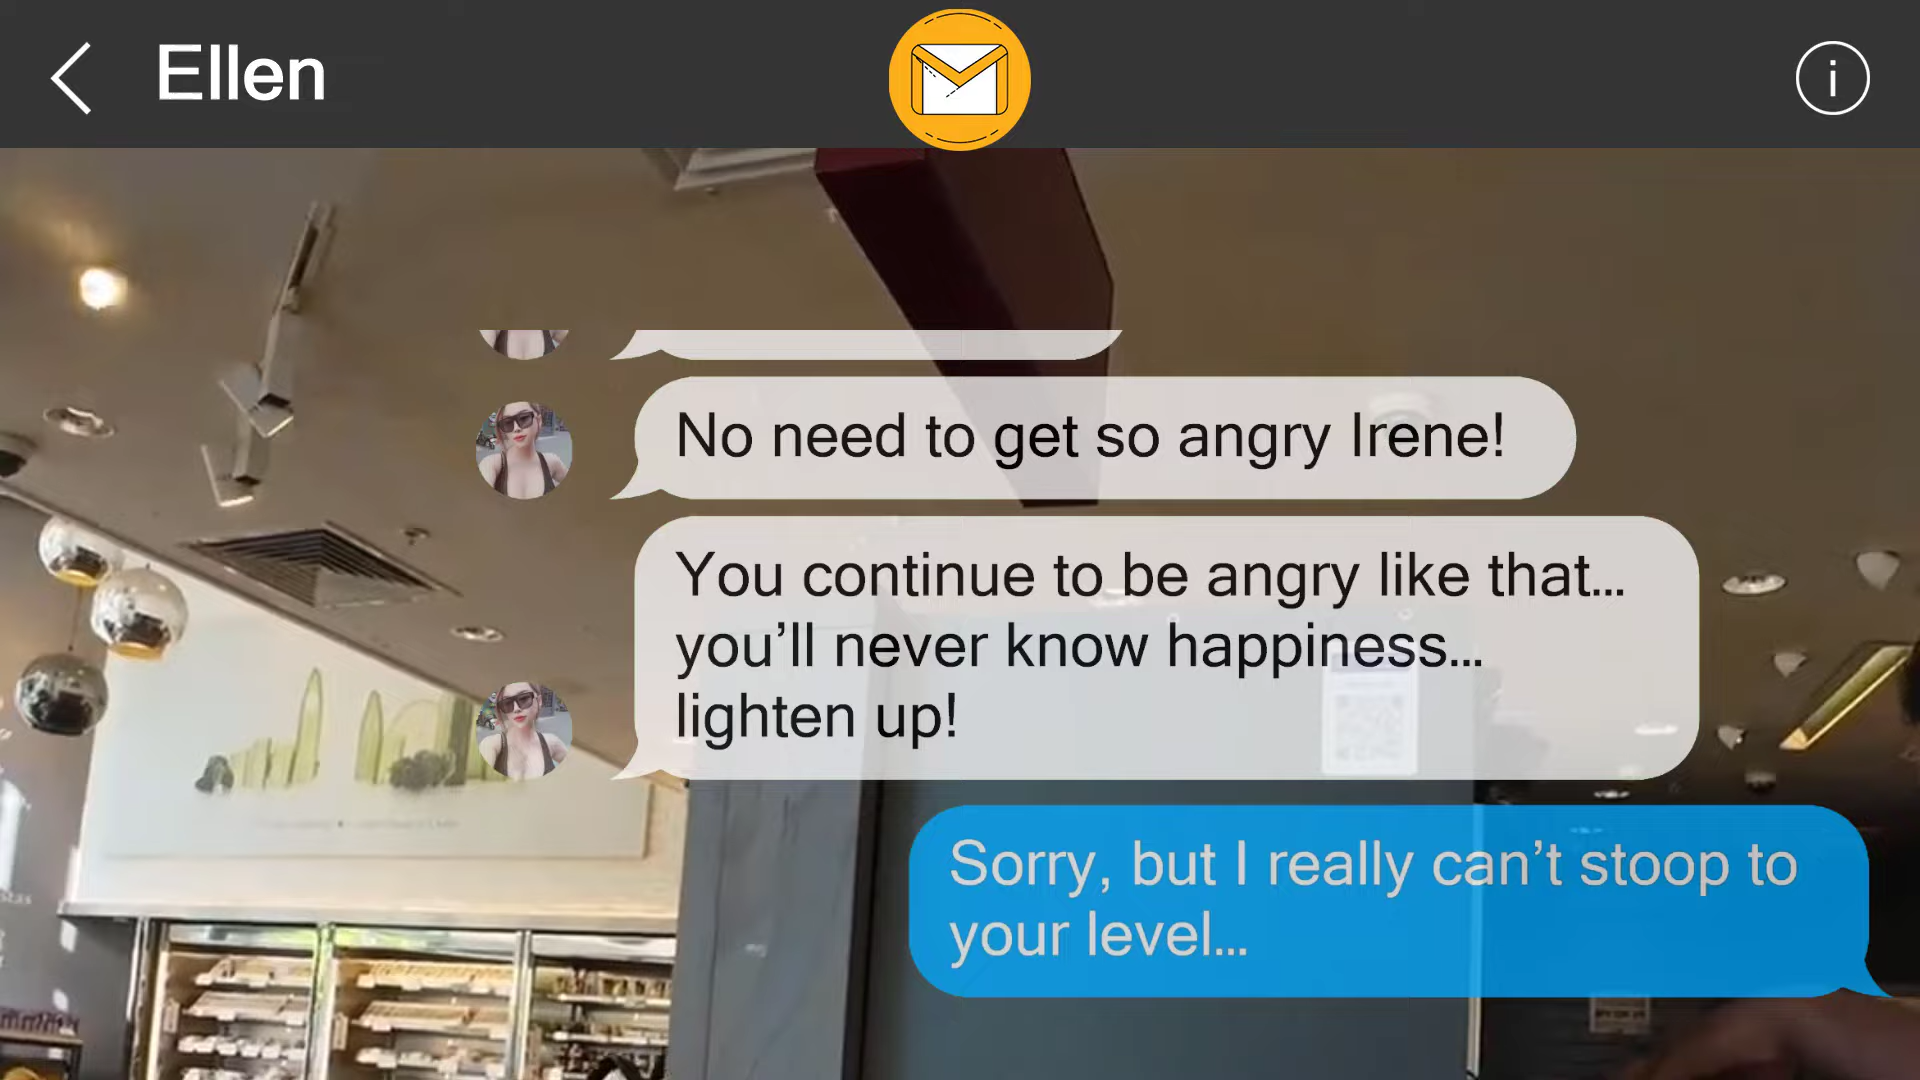 Ellen
No need to get so angry Irene!
You continue to be angry like that...
you’ll never know happiness...
lighten up!
Sorry, but I really can’t stoop to
your level...